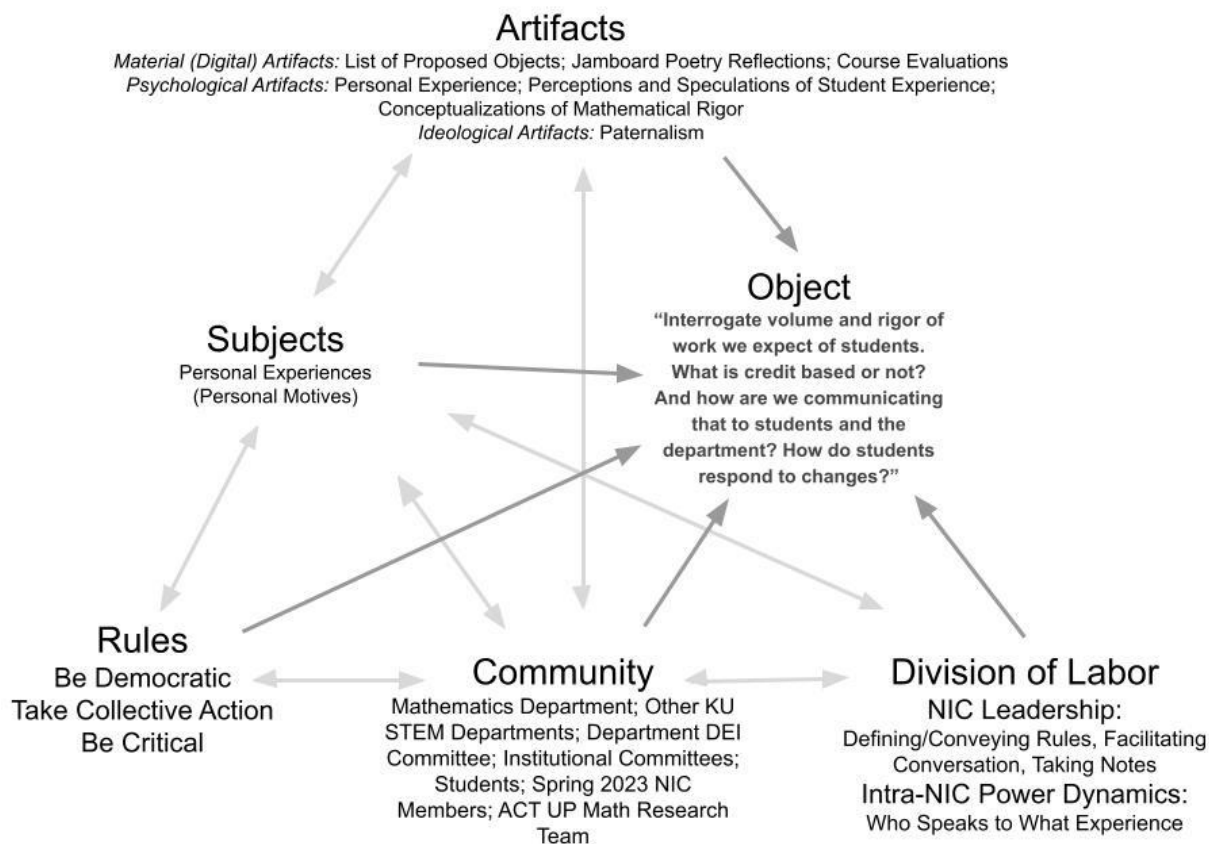 Artifacts
Material (Digital) Artifacts: List of Proposed Objects; Jamboard Poetry Reflections; Course Evaluations
Psychological Artifacts: Personal Experience; Perceptions and Speculations of Student Experience;
Conceptualizations of Mathematical Rigor
Ideological Artifacts: Paternalism
Object
“Interrogate volume and rigor of
work we expect of students.
What is credit based or not?
And how are we communicating
that to students and the
department? How do students
respond to changes?”
Subjects
Personal Experiences
(Personal Motives)
Rules
Be Democratic
Take Collective Action
Be Critical
Community
Mathematics Department; Other KU
STEM Departments; Department DEI
Committee; Institutional Committees;
Students; Spring 2023 NIC
Members; ACT UP Math Research
Team
Division of Labor
NIC Leadership:
Defining/Conveying Rules, Facilitating
Conversation, Taking Notes
Intra-NIC Power Dynamics:
Who Speaks to What Experience